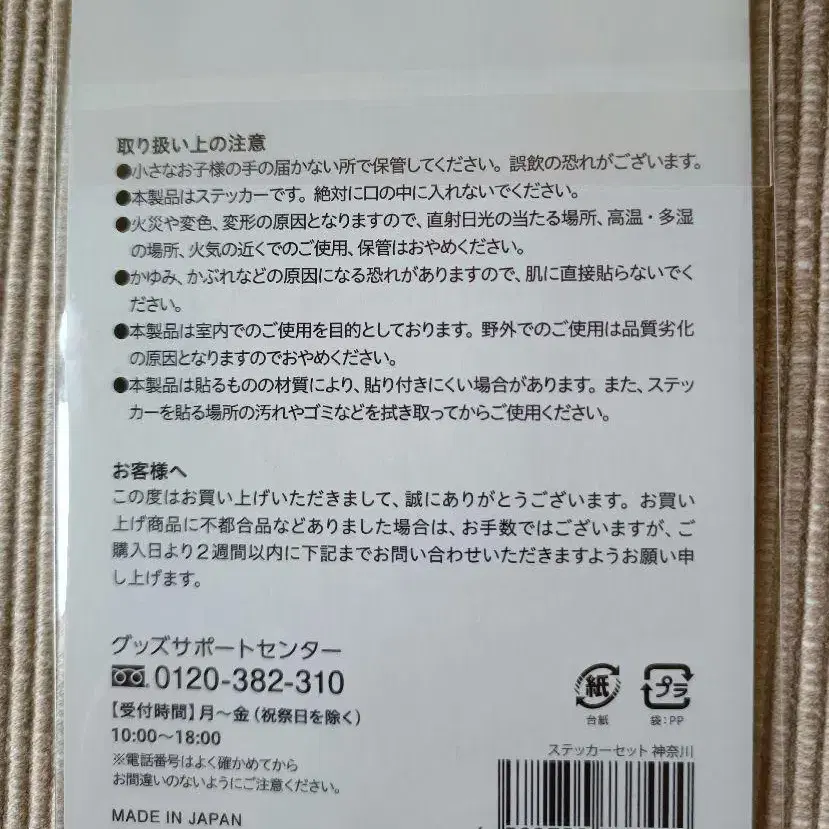 取り扱い上の注意
●小さなお子様の手の届かない所で保管してください。誤飲の恐れがございます。
●本製品はステッカーです。絶対に口の中に入れないでください。
●火災や変色、変形の原因となりますので、直射日光の当たる場所、高温・多湿
の場所、火気の近くでのご使用、保管はおやめください。
●かゆみ、かぶれなどの原因になる恐れがありますので、肌に直接貼らないでく
ださい。
●本製品は室内でのご使用を目的としております。野外でのご使用は品質劣化
の原因となりますのでおやめください。
●本製品は貼るものの材質により、貼り付きにくい場合があります。また、ステッ
カーを貼る場所の汚れやゴミなどを拭き取ってからご使用ください。
お客様へ
この度はお買い上げいただきまして、誠にありがとうございます。お買い
上げ商品に不都合品などありました場合は、お手数ではございますが、ご
購入日より2週間以内に下記までお問い合わせいただきますようお願い申
し上げます。
グッズサポートセンター
0120-382-310
【受付時間】月〜金（祝祭日を除く）
10:00〜18:00
※電話番号はよく確かめてから
お間違いのないようにご注意ください。
MADE IN JAPAN
紙 プラ
台紙 袋:PP
ステッカーセット 神奈川